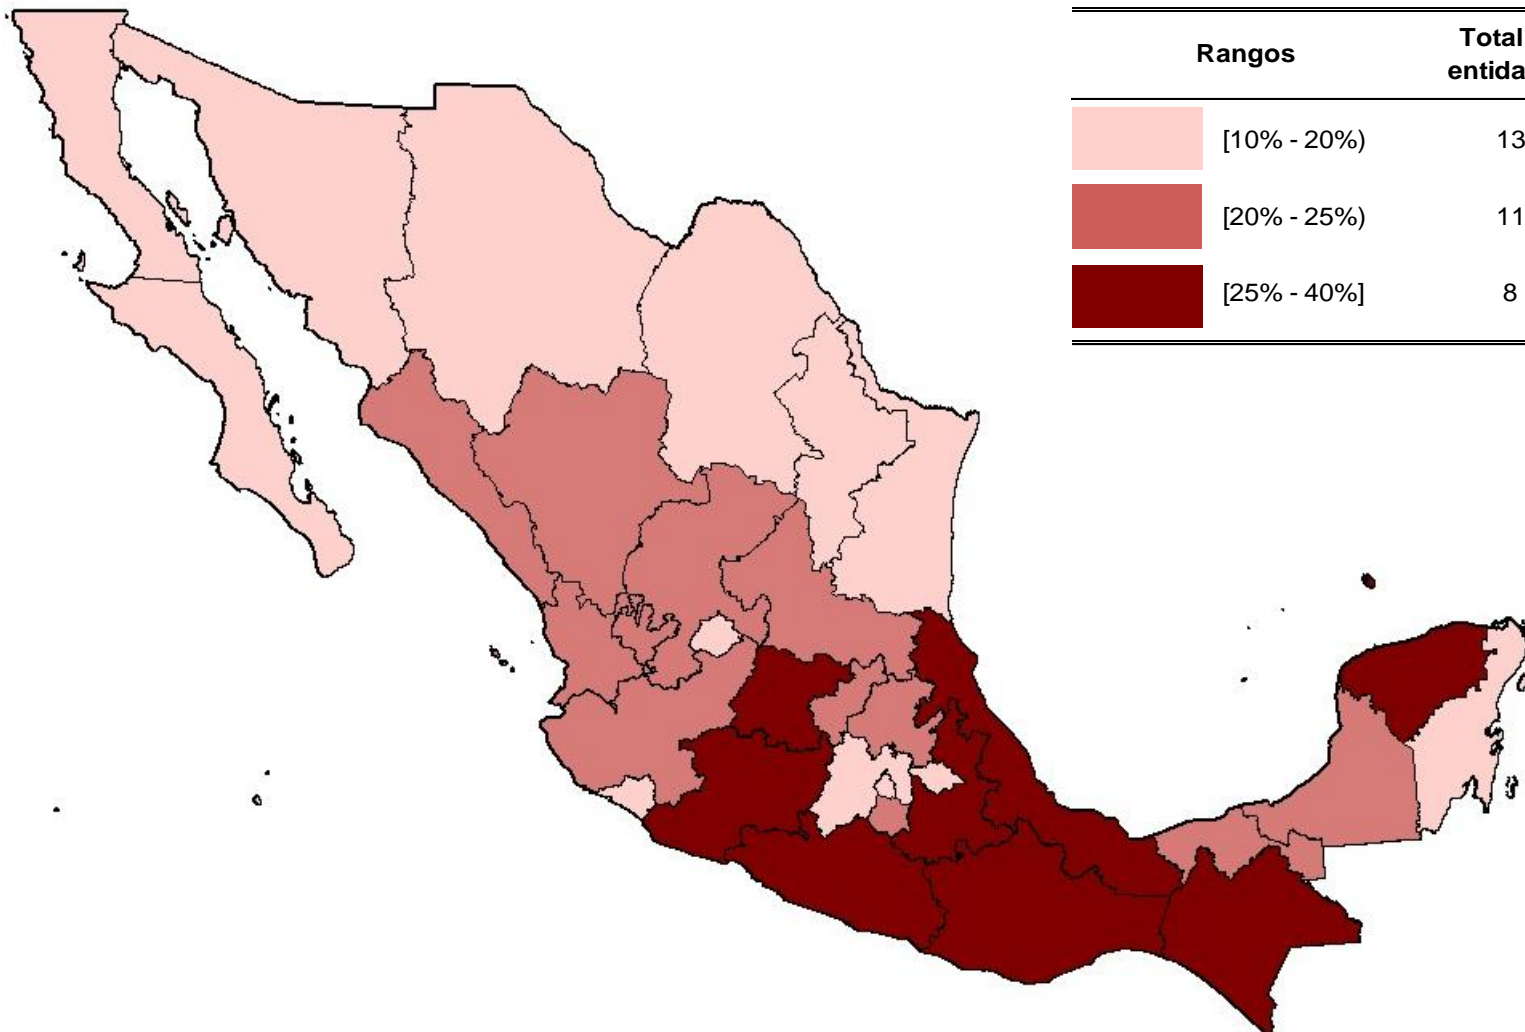 Rangos
Total
entida
[10% - 20%) 13
[20% - 25%) 11
[25% - 40%] 8